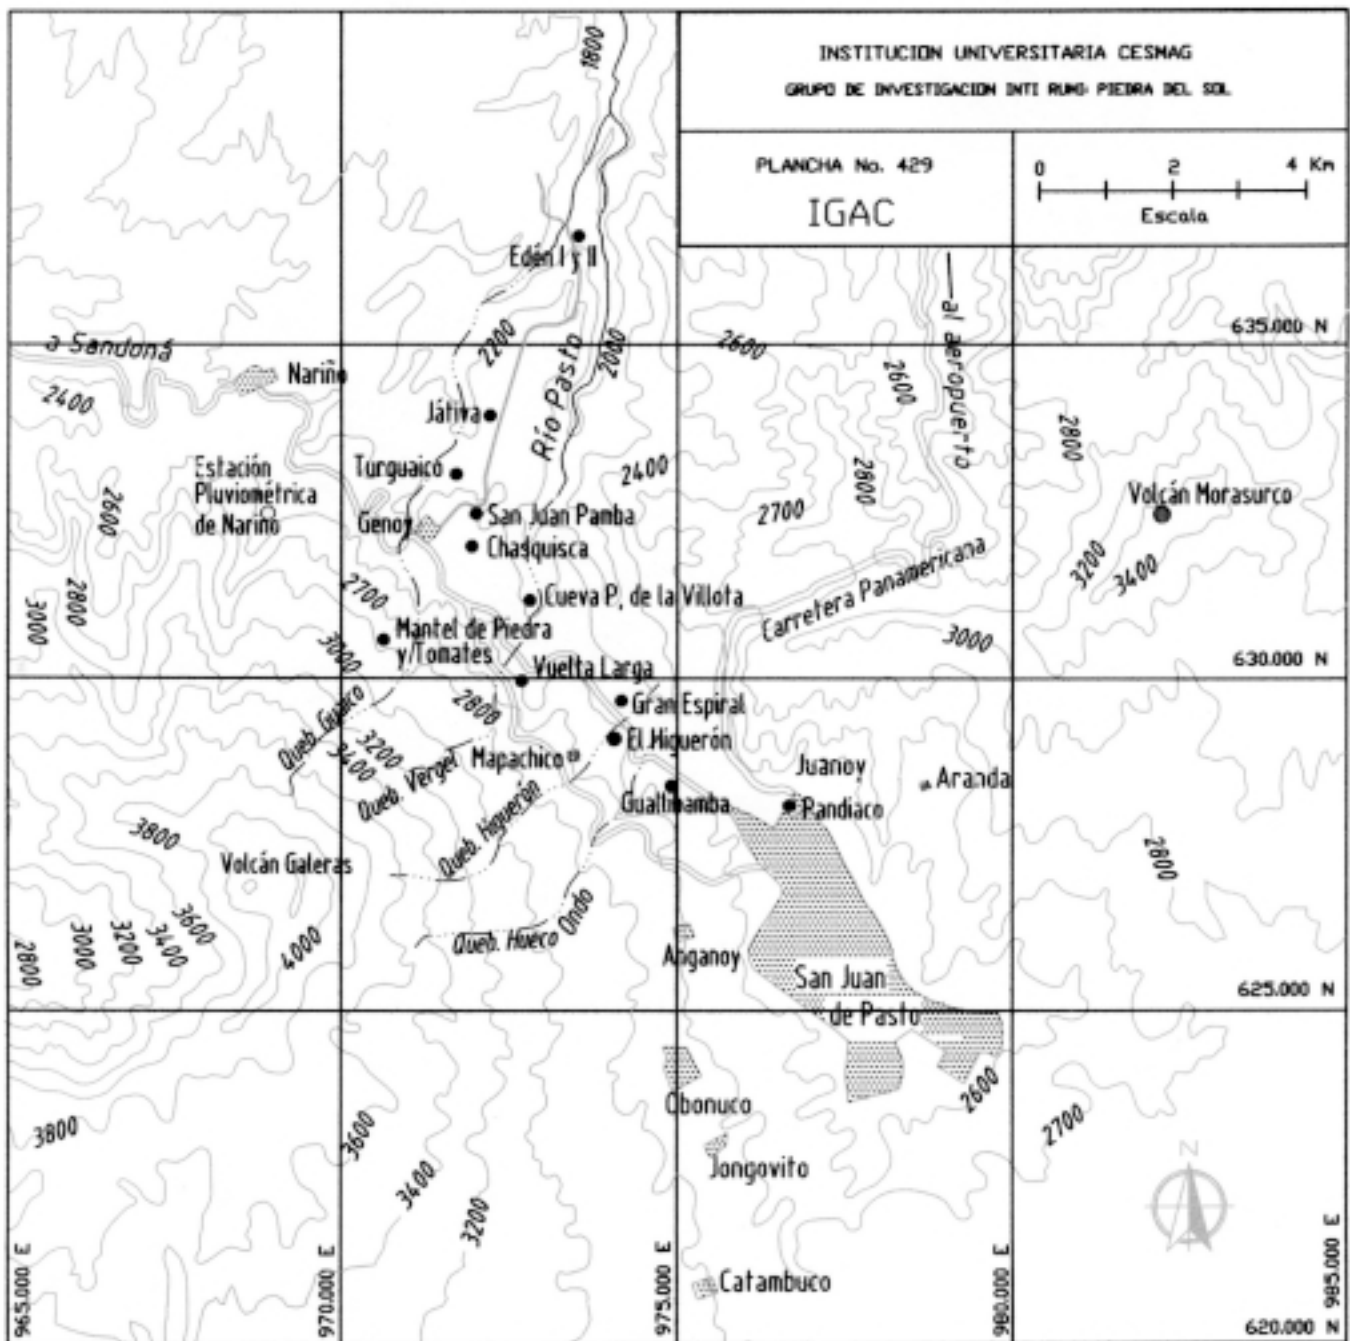 INSTITUCION UNIVERSITARIA CESMAG
GRUPO DE INVESTIGACION INTI RUMI: PIEDRA DEL SOL
PLANCHA No. 429
IGAC
0 2 4 Km
Escala
1800
Edén I y II
635.000 N
a Sandoná
Nariño
2200
Río Pasto
2000
2600
al aeropuerto
2600
2400
Játiva
2800
Estación
Pluviométrica
de Nariño
Turguaico
2400
2800
Volcán Morasurco
2600
Genoy
San Juan Pamba
2700
Chasquisca
Carretera Panamericana
3200
3400
2800
3000
2700
Cueva P. de la Villota
3000
Mantel de Piedra
y/Tomates
3000
Vuelta Larga
630.000 N
2800
Gran Espiral
Queb. Guaico
3200
3400
Queb. Vergel
Mapachico
El Higuerón
Juanoy
Aranda
Gualtibamba
Pandiaco
Queb. Higuerón
3800
Volcán Galeras
2800
3600
3400
3200
3000
2800
4000
Queb. Hueco Ondo
Anganoy
San Juan
de Pasto
625.000 N
Obonuco
2600
3800
3600
2700
Jongovito
3400
3200
N
Catambuco
965.000 E
970.000 E
975.000 E
980.000 E
985.000 E
620.000 N